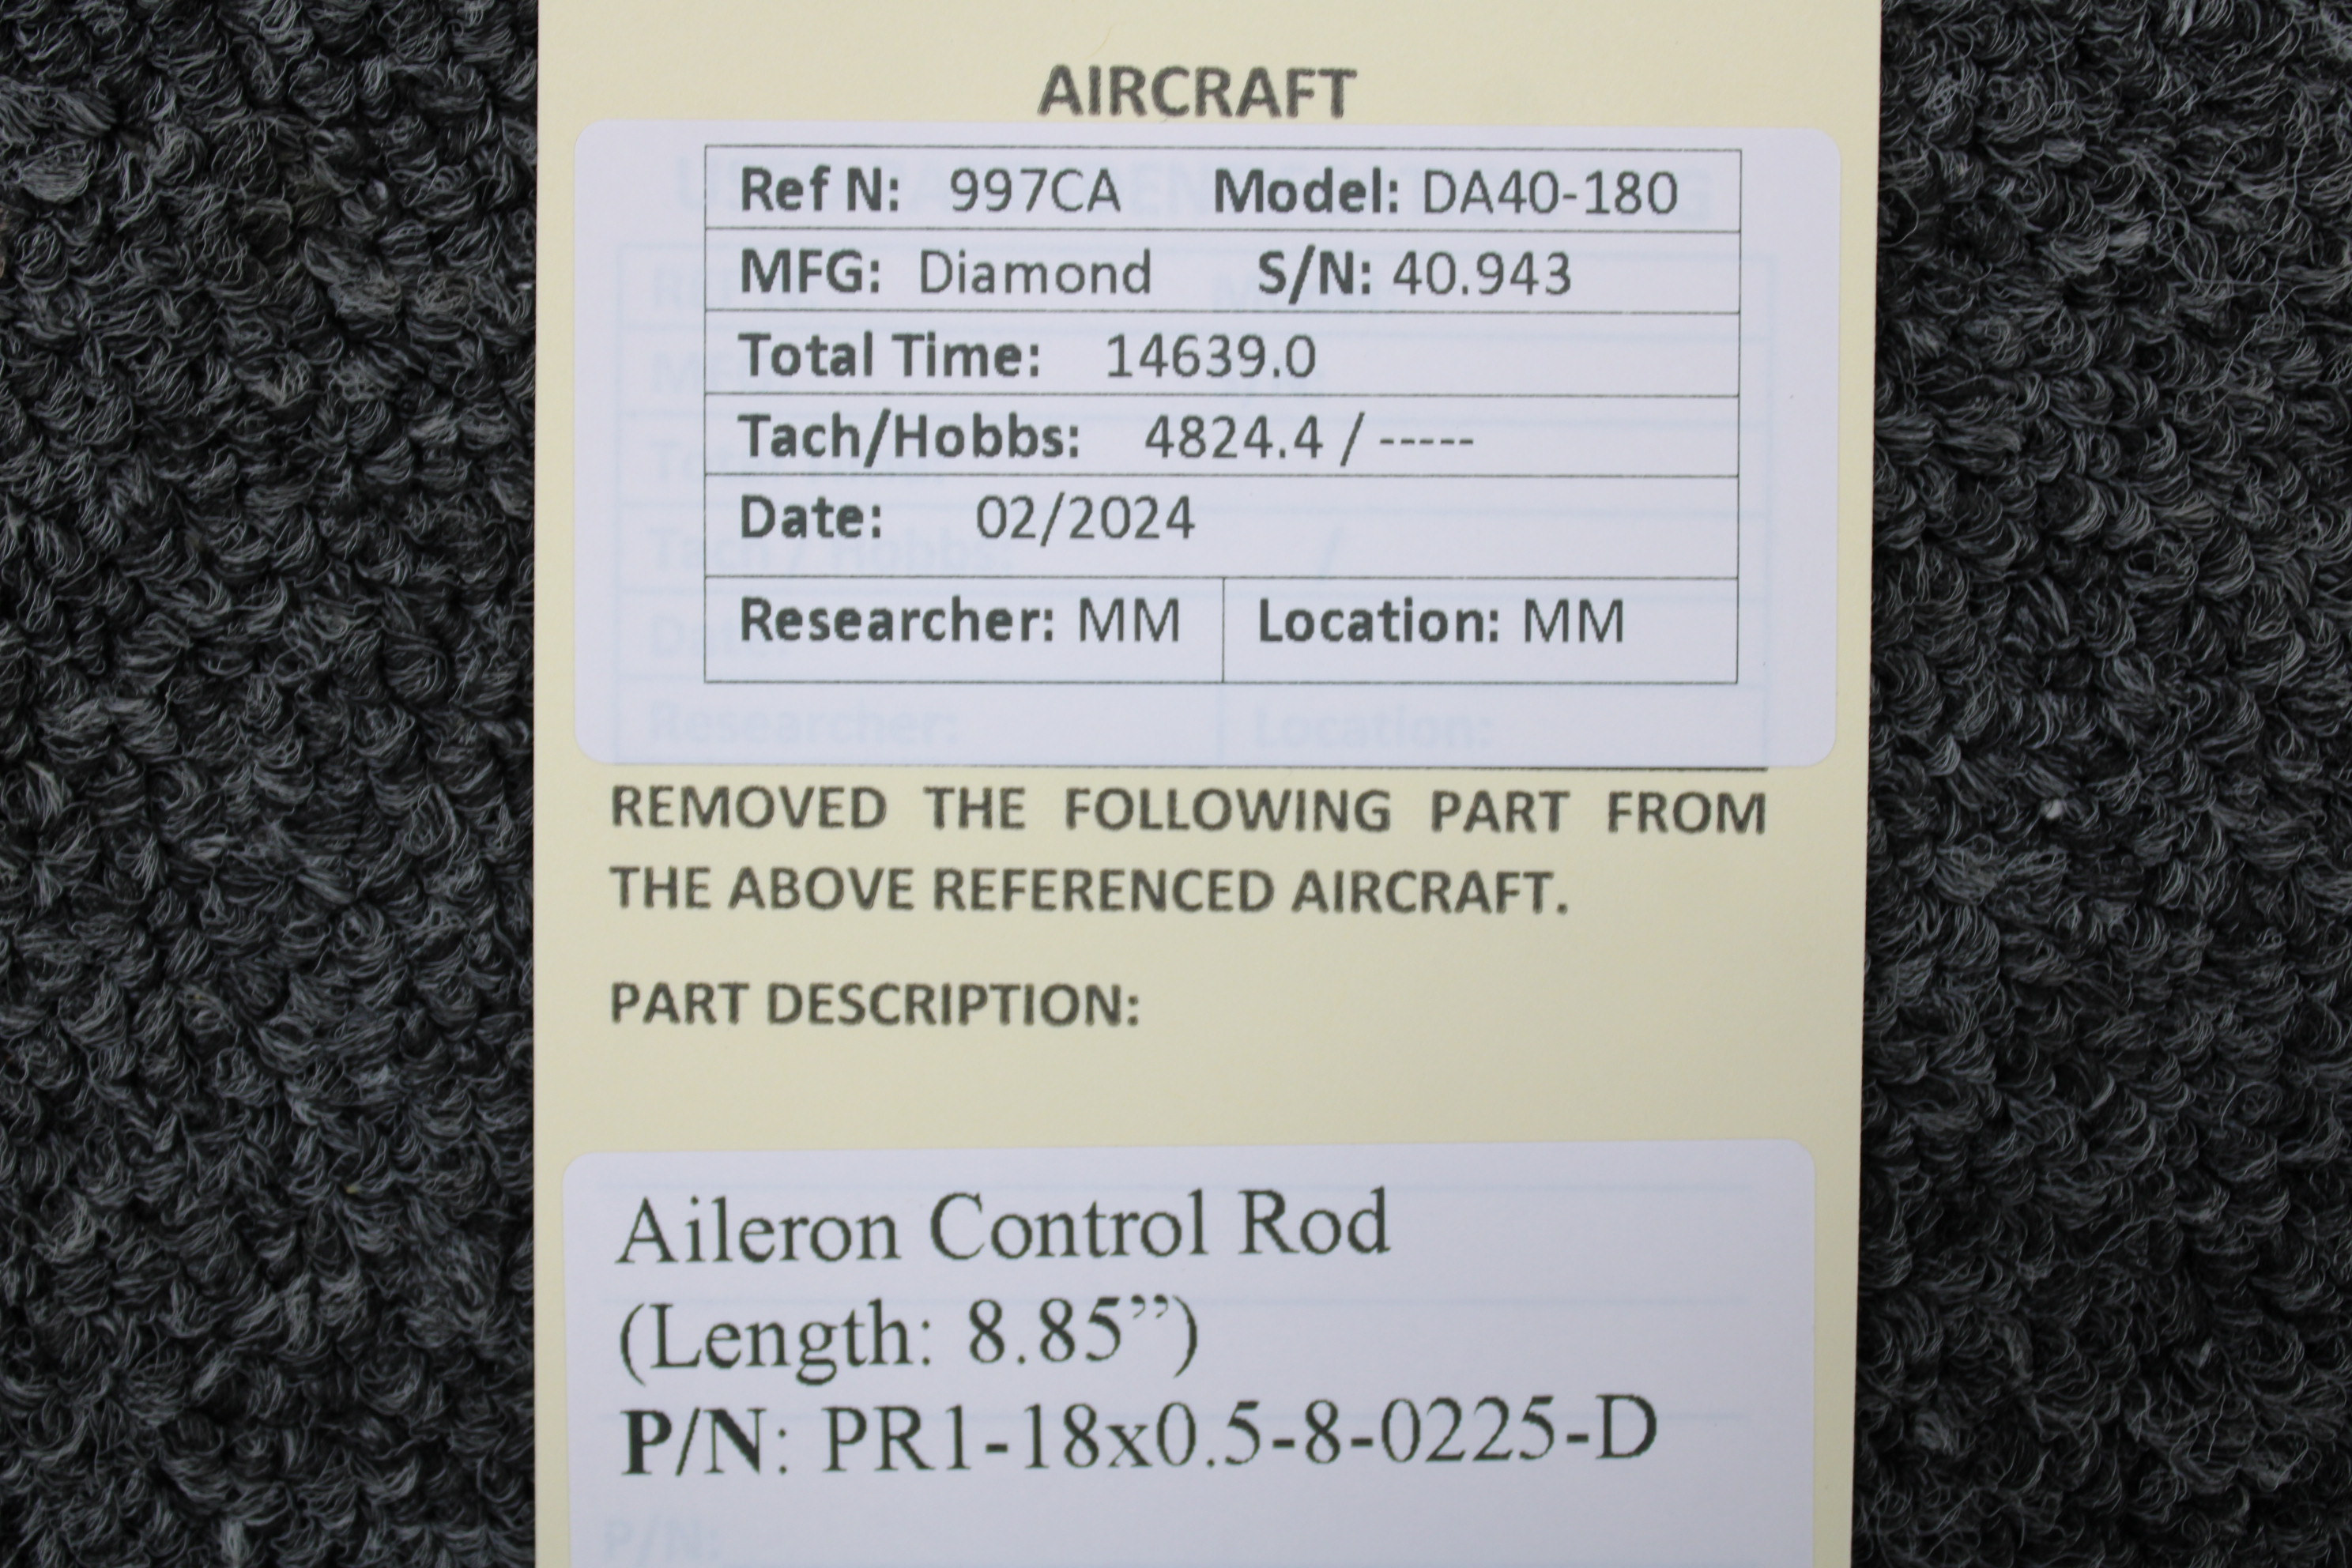 AIRCRAFT
Ref N: 997CA Model: DA40-180
MFG: Diamond S/N: 40.943
Total Time: 14639.0
Tach/Hobbs: 4824.4 / -----
Date: 02/2024
Researcher: MM Location: MM
Researcher: Location:
REMOVED THE FOLLOWING PART FROM
THE ABOVE REFERENCED AIRCRAFT.
PART DESCRIPTION:
Aileron Control Rod
(Length: 8.85”)
P/N: PR1-18x0.5-8-0225-D
P/N: